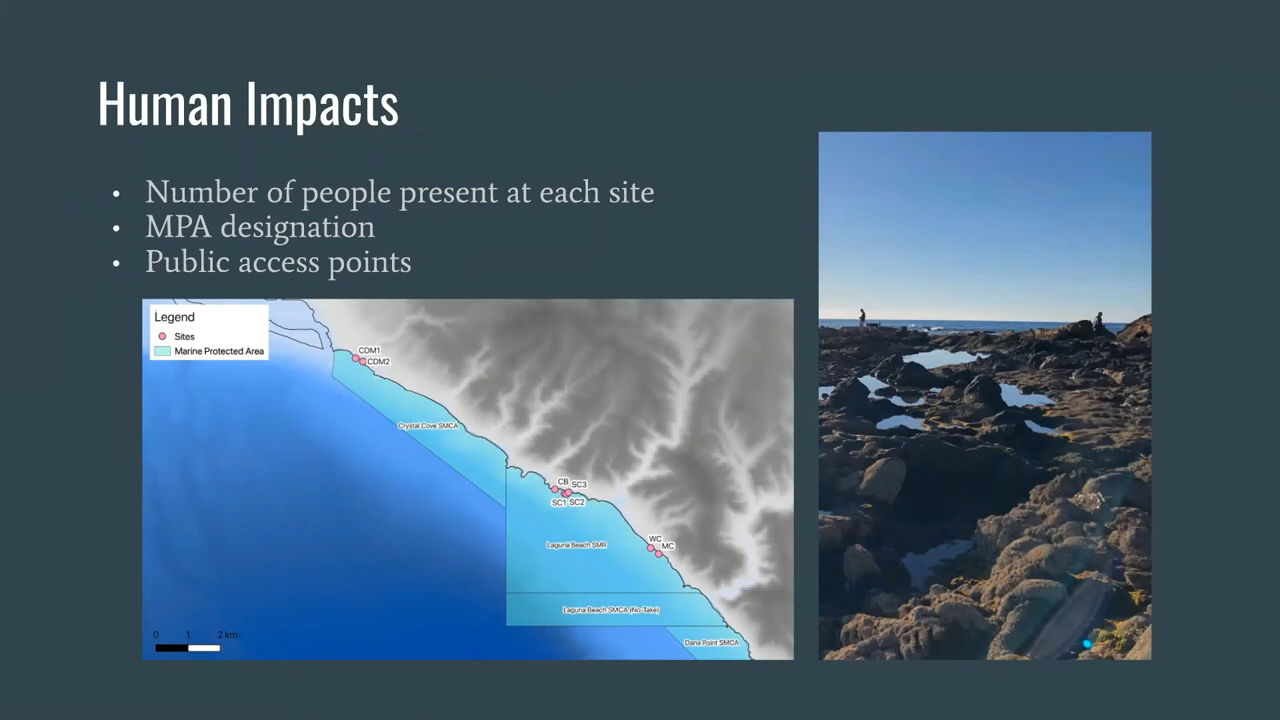 Human Impacts
• Number of people present at each site
• MPA designation
• Public access points
Legend
Sites
Marine Protected Area
CDM1
CDM2
Crystal Cove SMCA
CB
SC3
SC1 SC2
WC
MC
Laguna Beach SMR
Laguna Beach SMCA (No-Take)
Dana Point SMCA
0 1 2 km